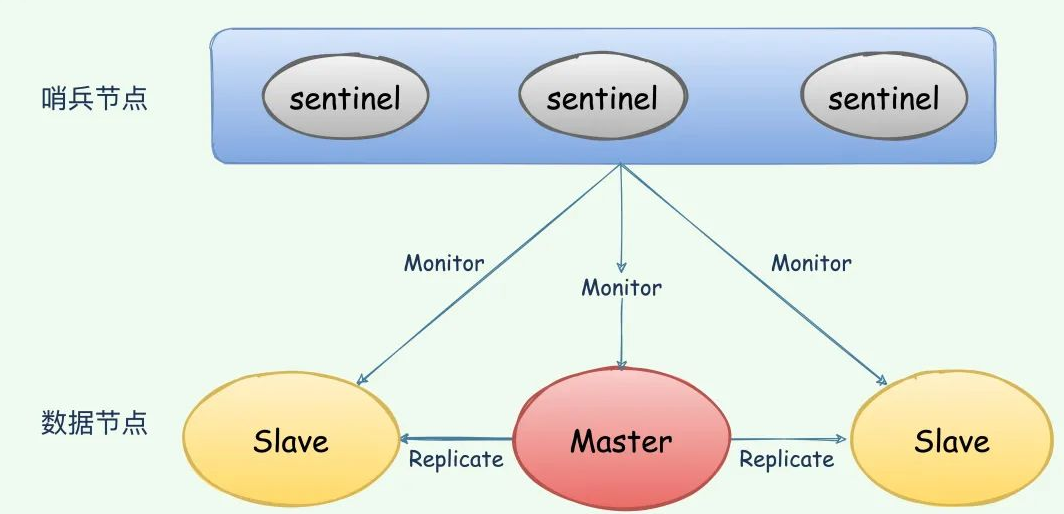 哨兵节点
sentinel
sentinel
sentinel
Monitor
Monitor
Monitor
数据节点
Slave
Replicate
Master
Replicate
Slave